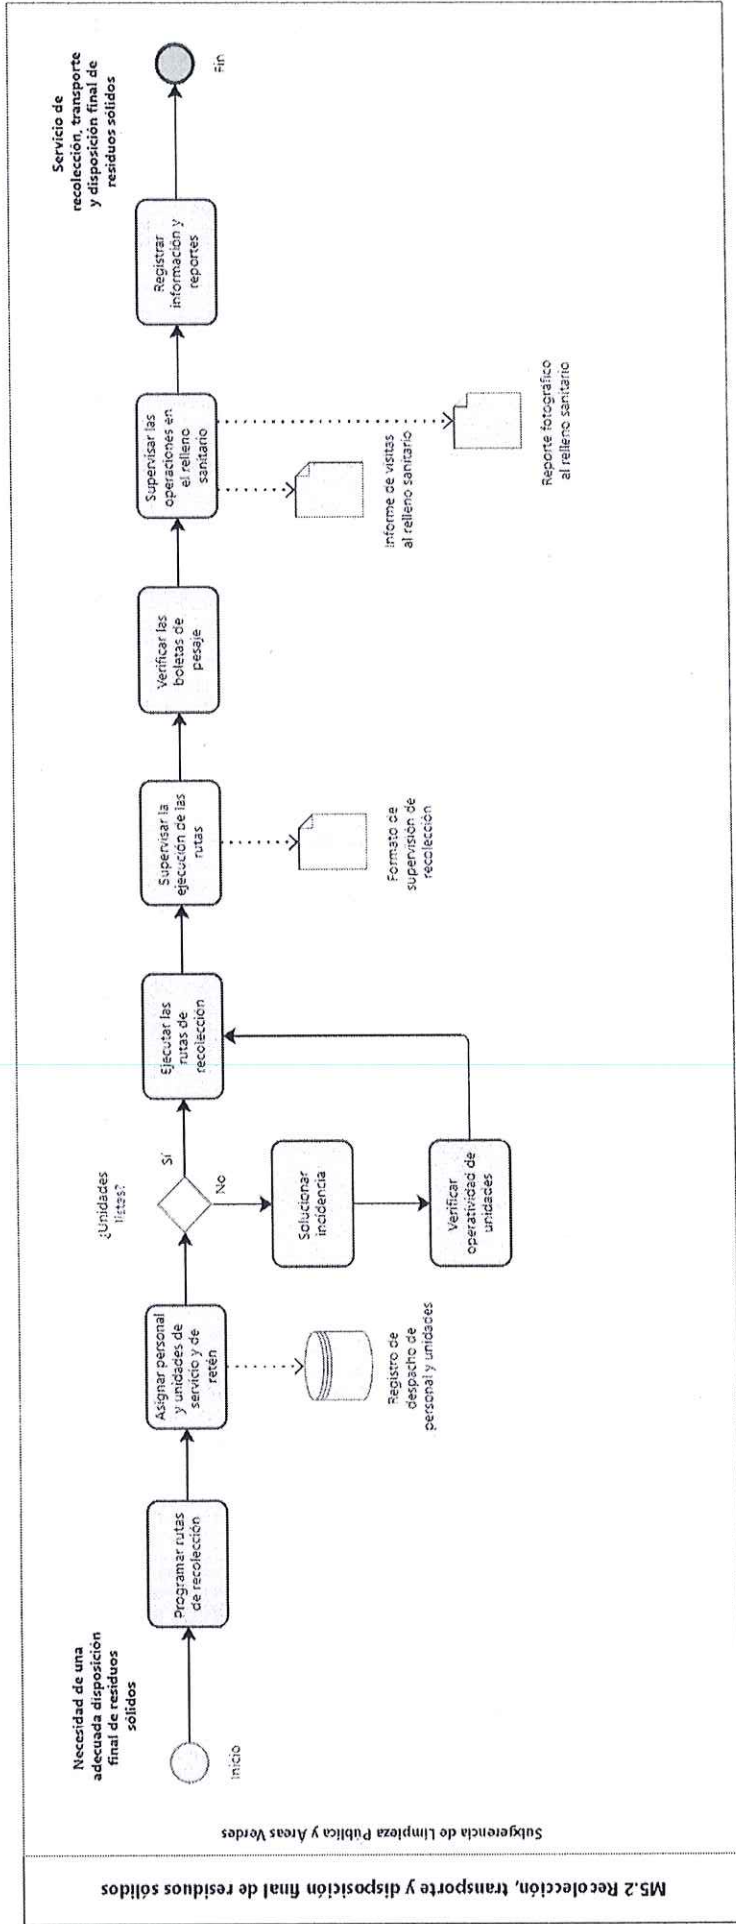 M5.2 Recolección, transporte y disposición final de residuos sólidos
Subgerencia de Limpieza Pública y Áreas Verdes
Necesidad de una
adecuada disposición
final de residuos
sólidos
Inicio
Programar rutas
de recolección
Asignar personal
y unidades de
servicio y de
retén
Registro de
despacho de
personal y unidades
¿Unidades
listas?
Sí
No
Solucionar
incidencia
Verificar
operatividad de
unidades
Ejecutar las
rutas de
recolección
Supervisar la
ejecución de las
rutas
Formato de
supervisión de
recolección
Verificar las
boletas de
pesaje
Supervisar las
operaciones en
el relleno
sanitario
Informe de visitas
al relleno sanitario
Reporte fotográfico
al relleno sanitario
Registrar
información y
reportes
Servicio de
recolección, transporte
y disposición final de
residuos sólidos
Fin